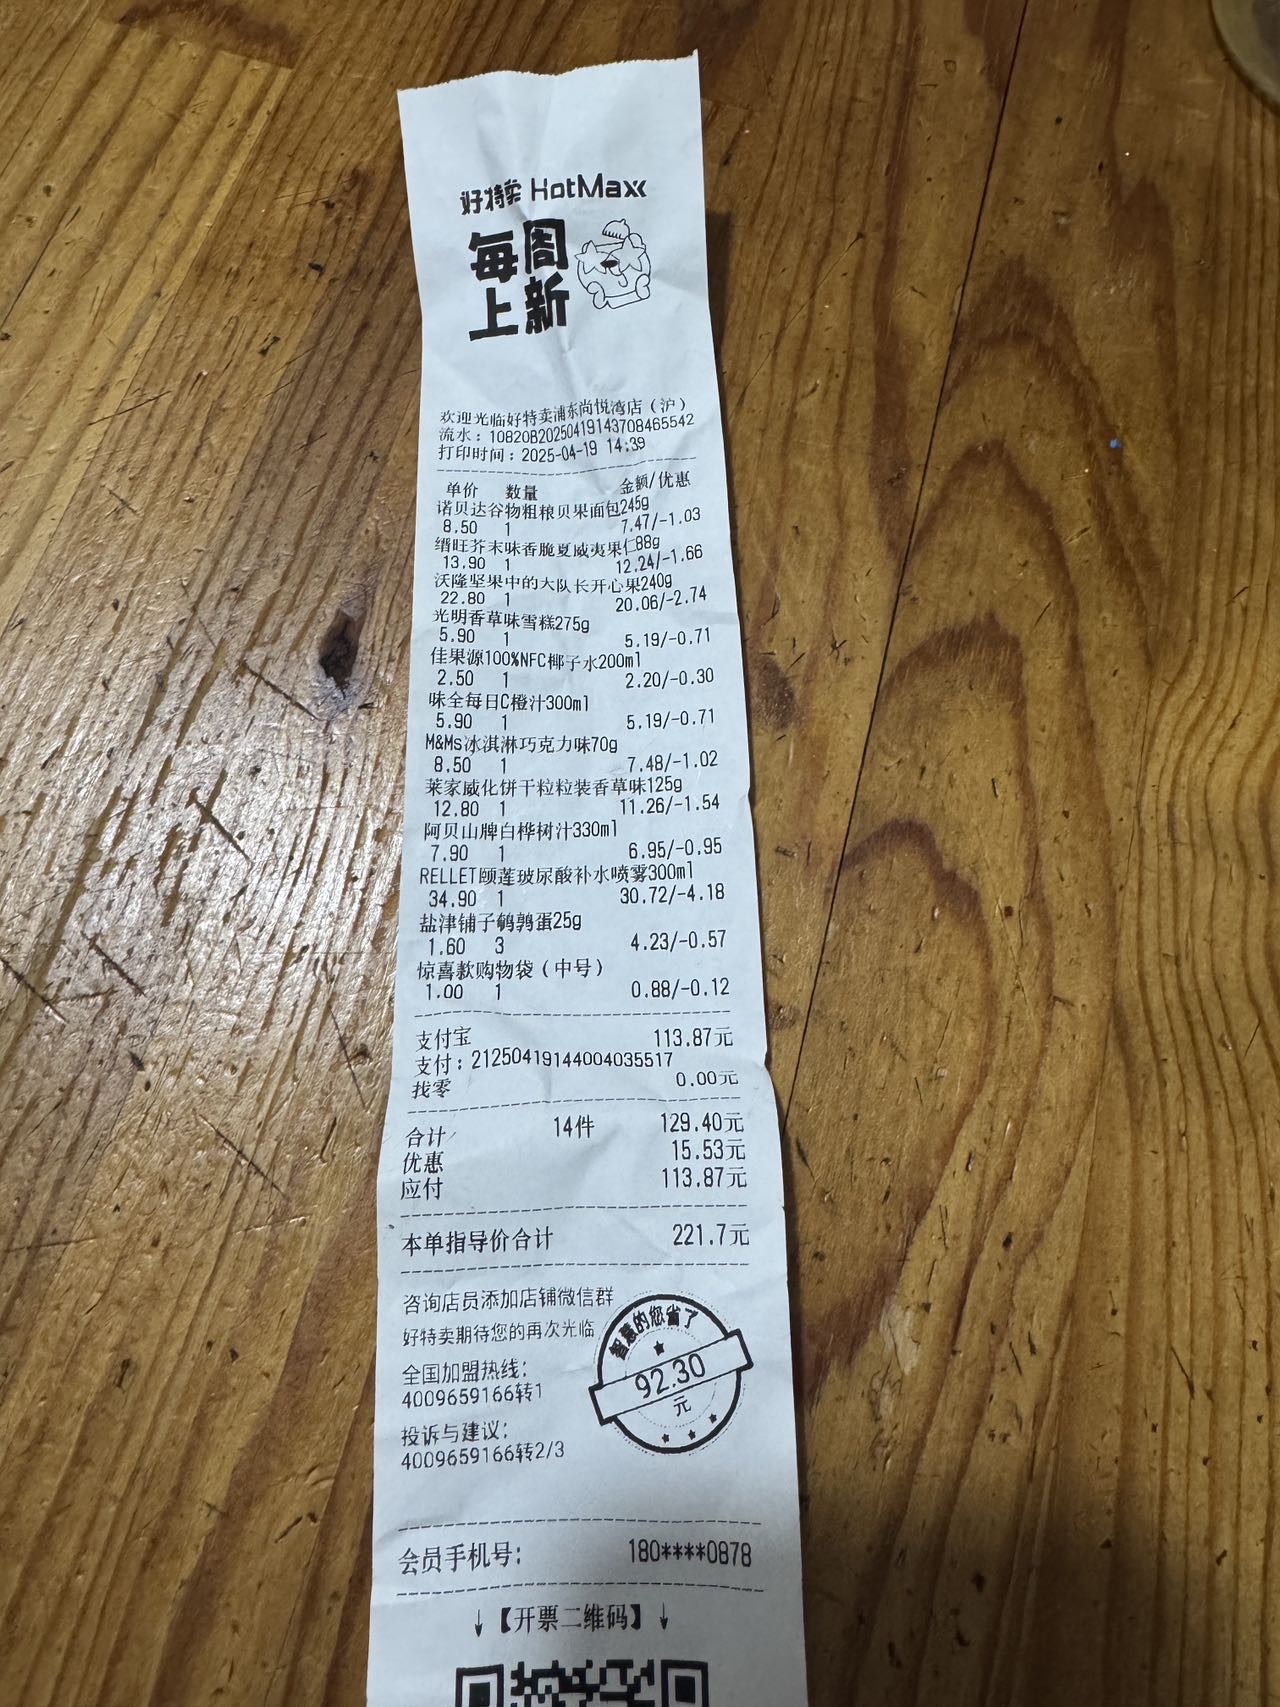 好特卖 HotMaxx
每周
上新
欢迎光临好特卖浦东尚悦湾店（沪）
流水：10820B20250419143708465542
打印时间：2025-04-19 14:39
单价 数量 金额/优惠
诺贝达谷物粗粮贝果面包245g
8.50 1 7.47/-1.03
缙旺芥末味香脆夏威夷果仁88g
13.90 1 12.24/-1.66
沃隆坚果中的大队长开心果240g
22.80 1 20.06/-2.74
光明香草味雪糕275g
5.90 1 5.19/-0.71
佳果源100%NFC椰子水200ml
2.50 1 2.20/-0.30
味全每日C橙汁300ml
5.90 1 5.19/-0.71
M&Ms冰淇淋巧克力味70g
8.50 1 7.48/-1.02
莱家威化饼干粒粒装香草味125g
12.80 1 11.26/-1.54
阿贝山牌白桦树汁330ml
7.90 1 6.95/-0.95
RELLET颐莲玻尿酸补水喷雾300ml
34.90 1 30.72/-4.18
盐津铺子鹌鹑蛋25g
1.60 3 4.23/-0.57
惊喜款购物袋（中号）
1.00 1 0.88/-0.12
支付宝 113.87元
支付：21250419144004035517
找零 0.00元
合计 14件 129.40元
优惠 15.53元
应付 113.87元
本单指导价合计 221.7元
咨询店员添加店铺微信群
好特卖期待您的再次光临
全国加盟热线：
4009659166转1
投诉与建议：
4009659166转2/3
智慧的您省了
92.30
元
会员手机号： 180****0878
↓【开票二维码】↓